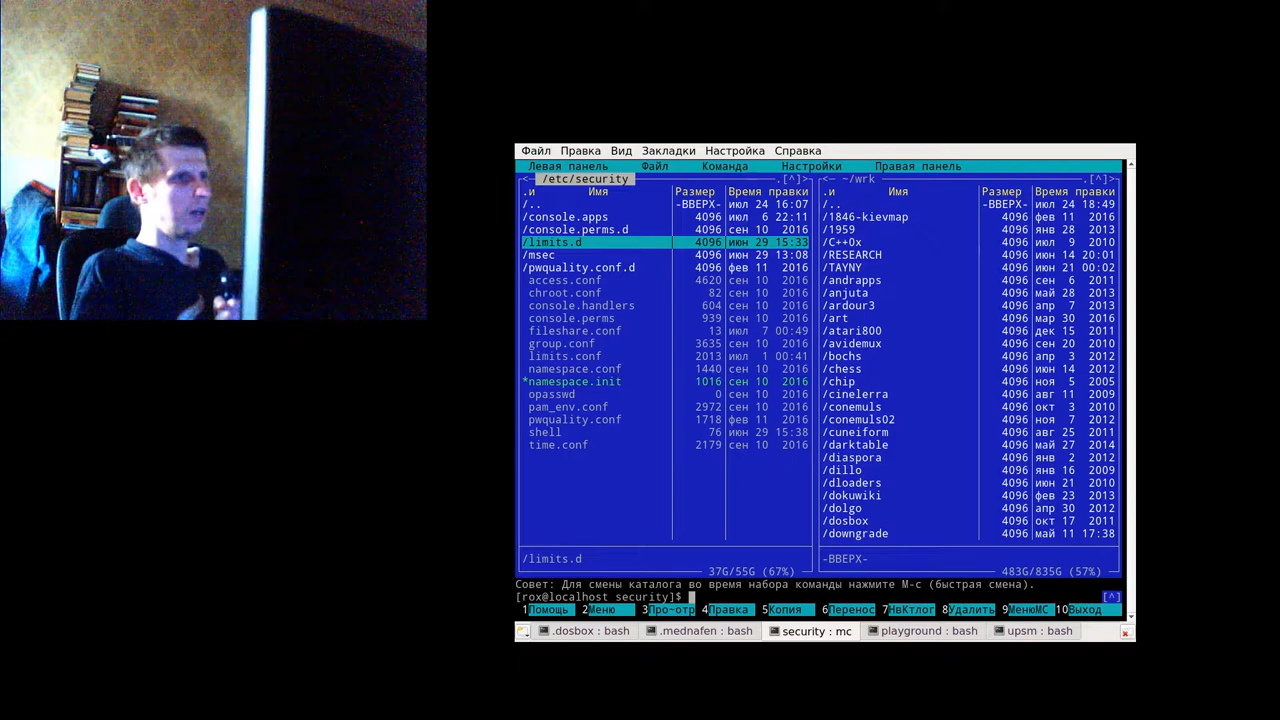 Файл Правка Вид Закладки Настройка Справка
Левая панель Файл Команда Настройки Правая панель
<─ /etc/security .[^]> <─ ~/wrk .[^]>
.и Имя Размер Время правки .и Имя Размер Время правки
/.. -ВВЕРХ- июл 24 16:07 /.. -ВВЕРХ- июл 24 18:49
/console.apps 4096 июл 6 22:11 /1846-kievmap 4096 фев 11 2016
/console.perms.d 4096 сен 10 2016 /1959 4096 янв 28 2013
/limits.d 4096 июн 29 15:33 /C++0x 4096 июл 9 2010
/msec 4096 июн 29 13:08 /RESEARCH 4096 июн 14 20:01
/pwquality.conf.d 4096 фев 11 2016 /TAYNY 4096 июн 21 00:02
access.conf 4620 сен 10 2016 /andrapps 4096 сен 6 2011
chroot.conf 82 сен 10 2016 /anjuta 4096 май 28 2013
console.handlers 604 сен 10 2016 /ardour3 4096 апр 7 2013
console.perms 939 сен 10 2016 /art 4096 мар 30 2016
fileshare.conf 13 июл 7 00:49 /atari800 4096 дек 15 2011
group.conf 3635 сен 10 2016 /avidemux 4096 сен 20 2010
limits.conf 2013 июл 1 00:41 /bochs 4096 апр 3 2012
namespace.conf 1440 сен 10 2016 /chess 4096 июн 14 2012
*namespace.init 1016 сен 10 2016 /chip 4096 ноя 5 2005
opasswd 0 сен 10 2016 /cinelerra 4096 авг 11 2009
pam_env.conf 2972 сен 10 2016 /conemuls 4096 окт 3 2010
pwquality.conf 1718 фев 11 2016 /conemuls02 4096 ноя 7 2012
shell 76 июн 29 15:38 /cuneiform 4096 авг 25 2011
time.conf 2179 сен 10 2016 /darktable 4096 май 27 2014
/diaspora 4096 янв 2 2012
/dillo 4096 янв 16 2009
/dloaders 4096 июн 21 2010
/dokuwiki 4096 фев 23 2013
/dolgo 4096 апр 30 2012
/dosbox 4096 окт 17 2011
/downgrade 4096 май 11 17:38
/limits.d -ВВЕРХ-
37G/55G (67%) 483G/835G (57%)
Совет: Для смены каталога во время набора команды нажмите M-c (быстрая смена).
[rox@localhost security]$ [^]
1Помощь 2Меню 3Про~отр 4Правка 5Копия 6Перенос 7НвКтлог 8Удалить 9МенюMC 10Выход
.dosbox : bash .mednafen : bash security : mc playground : bash upsm : bash